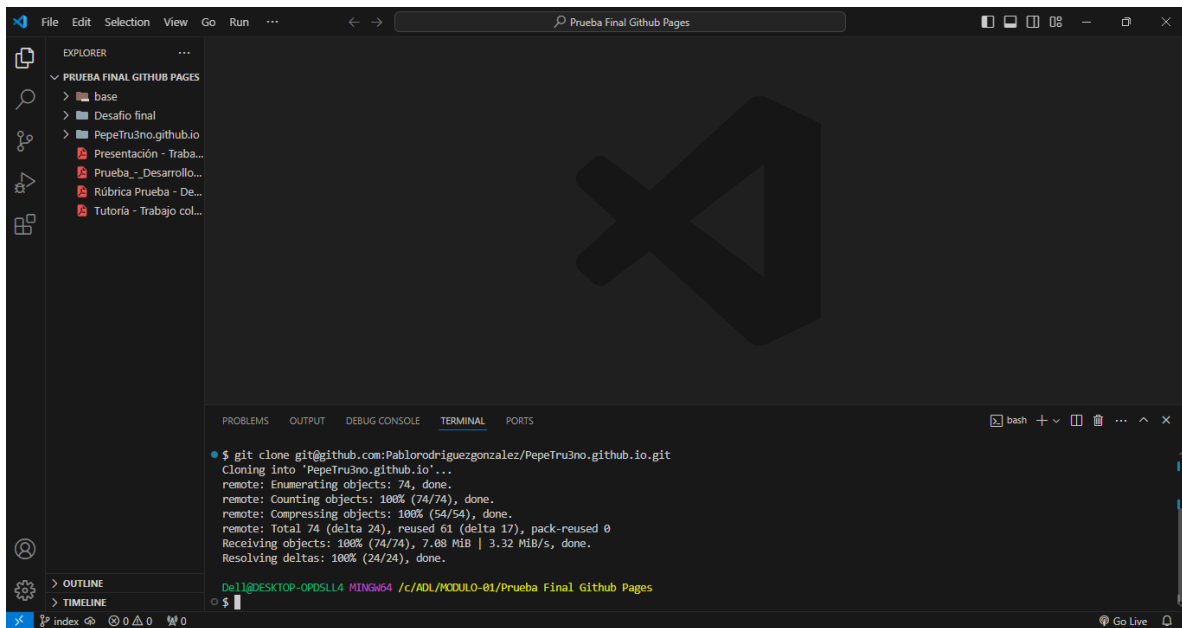 File Edit Selection View Go Run ···
Prueba Final Github Pages
EXPLORER ···
PRUEBA FINAL GITHUB PAGES
base
Desafio final
PepeTru3no.github.io
Presentación - Traba...
Prueba_-_Desarrollo...
Rúbrica Prueba - De...
Tutoría - Trabajo col...
OUTLINE
TIMELINE
PROBLEMS OUTPUT DEBUG CONSOLE TERMINAL PORTS
bash
$ git clone git@github.com:Pablorodriguezgonzalez/PepeTru3no.github.io.git
Cloning into 'PepeTru3no.github.io'...
remote: Enumerating objects: 74, done.
remote: Counting objects: 100% (74/74), done.
remote: Compressing objects: 100% (54/54), done.
remote: Total 74 (delta 24), reused 61 (delta 17), pack-reused 0
Receiving objects: 100% (74/74), 7.08 MiB | 3.32 MiB/s, done.
Resolving deltas: 100% (24/24), done.
Dell@DESKTOP-OPDSLL4 MINGW64 /c/ADL/MODULO-01/Prueba Final Github Pages
$
index 0 0 0 Go Live